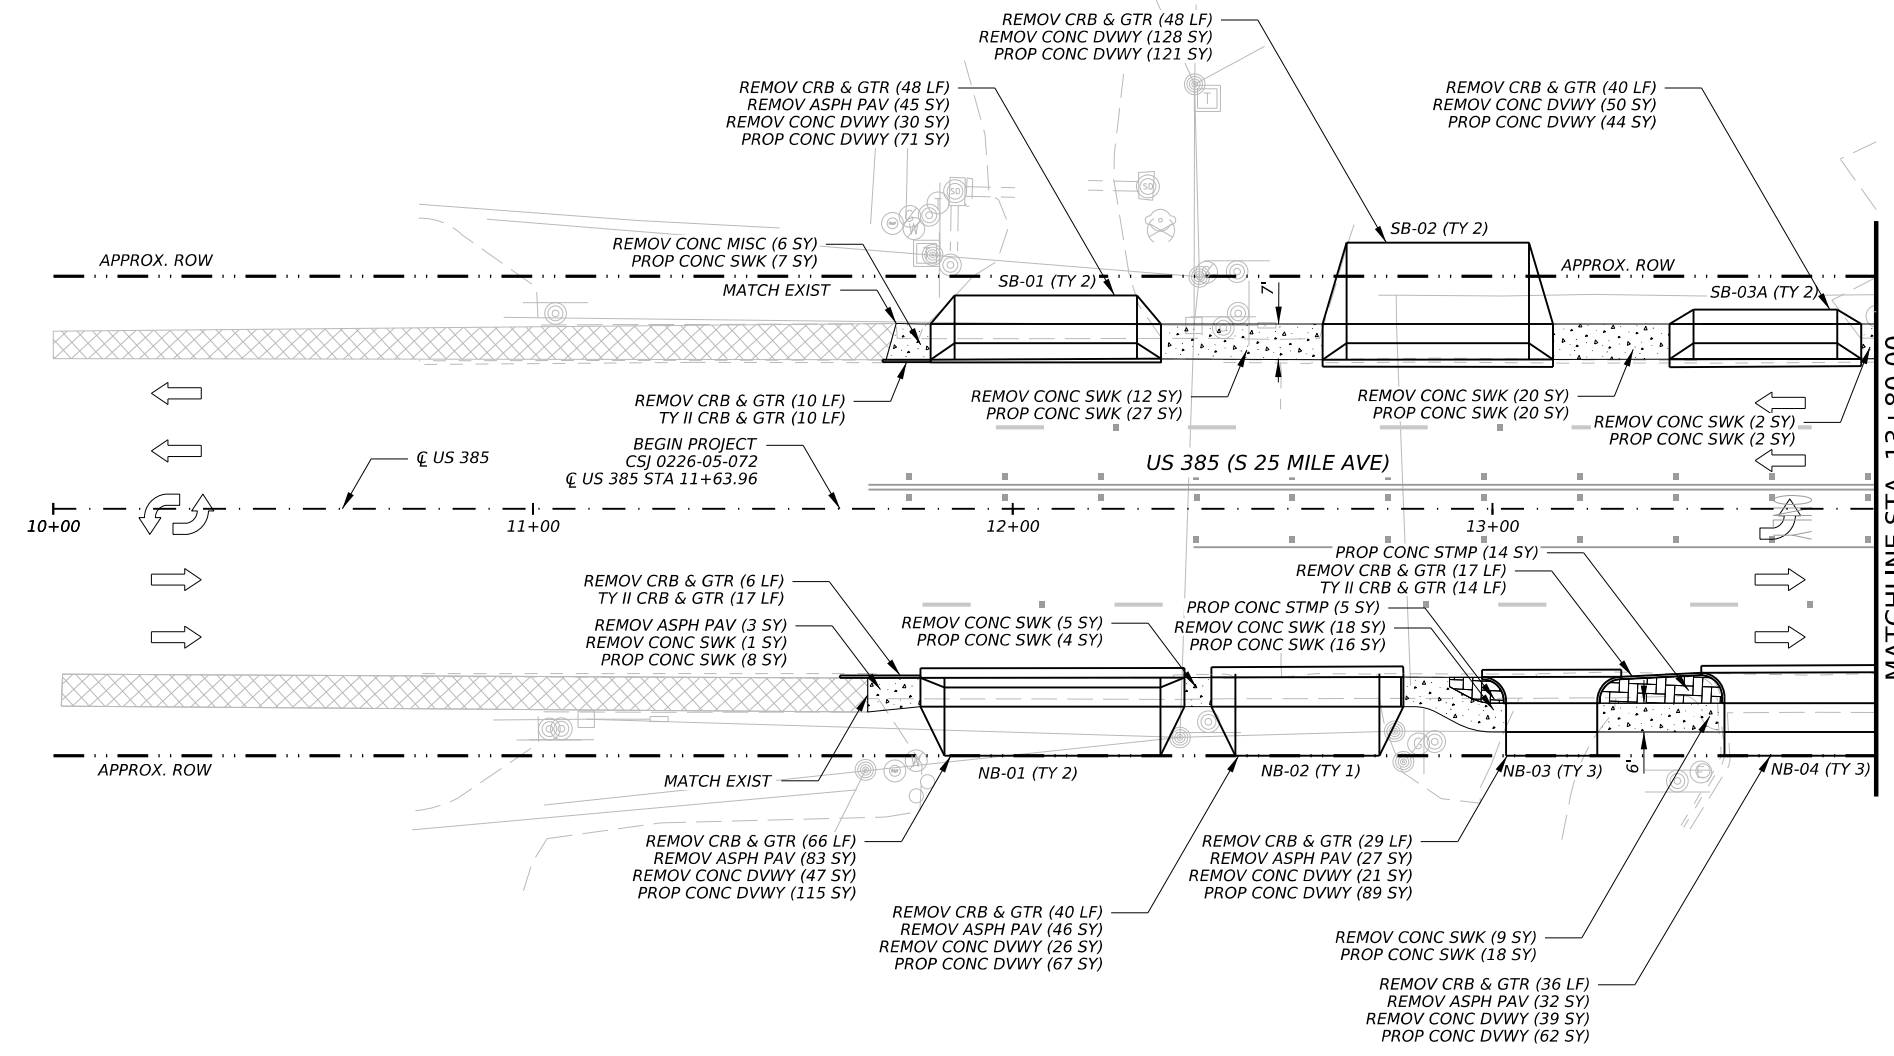 REMOV CRB & GTR (48 LF)
REMOV CONC DVWY (128 SY)
PROP CONC DVWY (121 SY)
REMOV CRB & GTR (48 LF)
REMOV ASPH PAV (45 SY)
REMOV CONC DVWY (30 SY)
PROP CONC DVWY (71 SY)
REMOV CRB & GTR (40 LF)
REMOV CONC DVWY (50 SY)
PROP CONC DVWY (44 SY)
T
SD
SD
SB-02 (TY 2)
REMOV CONC MISC (6 SY)
PROP CONC SWK (7 SY)
APPROX. ROW
APPROX. ROW
MATCH EXIST
SB-01 (TY 2)
7'
SB-03A (TY 2)
REMOV CRB & GTR (10 LF)
TY II CRB & GTR (10 LF)
REMOV CONC SWK (12 SY)
PROP CONC SWK (27 SY)
REMOV CONC SWK (20 SY)
PROP CONC SWK (20 SY)
REMOV CONC SWK (2 SY)
PROP CONC SWK (2 SY)
BEGIN PROJECT
CSJ 0226-05-072
℄ US 385 STA 11+63.96
℄ US 385
US 385 (S 25 MILE AVE)
10+00
11+00
12+00
13+00
PROP CONC STMP (14 SY)
REMOV CRB & GTR (17 LF)
TY II CRB & GTR (14 LF)
REMOV CRB & GTR (6 LF)
TY II CRB & GTR (17 LF)
PROP CONC STMP (5 SY)
REMOV ASPH PAV (3 SY)
REMOV CONC SWK (1 SY)
PROP CONC SWK (8 SY)
REMOV CONC SWK (5 SY)
PROP CONC SWK (4 SY)
REMOV CONC SWK (18 SY)
PROP CONC SWK (16 SY)
MATCHLINE STA. 13+80.00
APPROX. ROW
MATCH EXIST
NB-01 (TY 2)
NB-02 (TY 1)
NB-03 (TY 3)
6'
NB-04 (TY 3)
REMOV CRB & GTR (66 LF)
REMOV ASPH PAV (83 SY)
REMOV CONC DVWY (47 SY)
PROP CONC DVWY (115 SY)
REMOV CRB & GTR (29 LF)
REMOV ASPH PAV (27 SY)
REMOV CONC DVWY (21 SY)
PROP CONC DVWY (89 SY)
REMOV CRB & GTR (40 LF)
REMOV ASPH PAV (46 SY)
REMOV CONC DVWY (26 SY)
PROP CONC DVWY (67 SY)
REMOV CONC SWK (9 SY)
PROP CONC SWK (18 SY)
REMOV CRB & GTR (36 LF)
REMOV ASPH PAV (32 SY)
REMOV CONC DVWY (39 SY)
PROP CONC DVWY (62 SY)